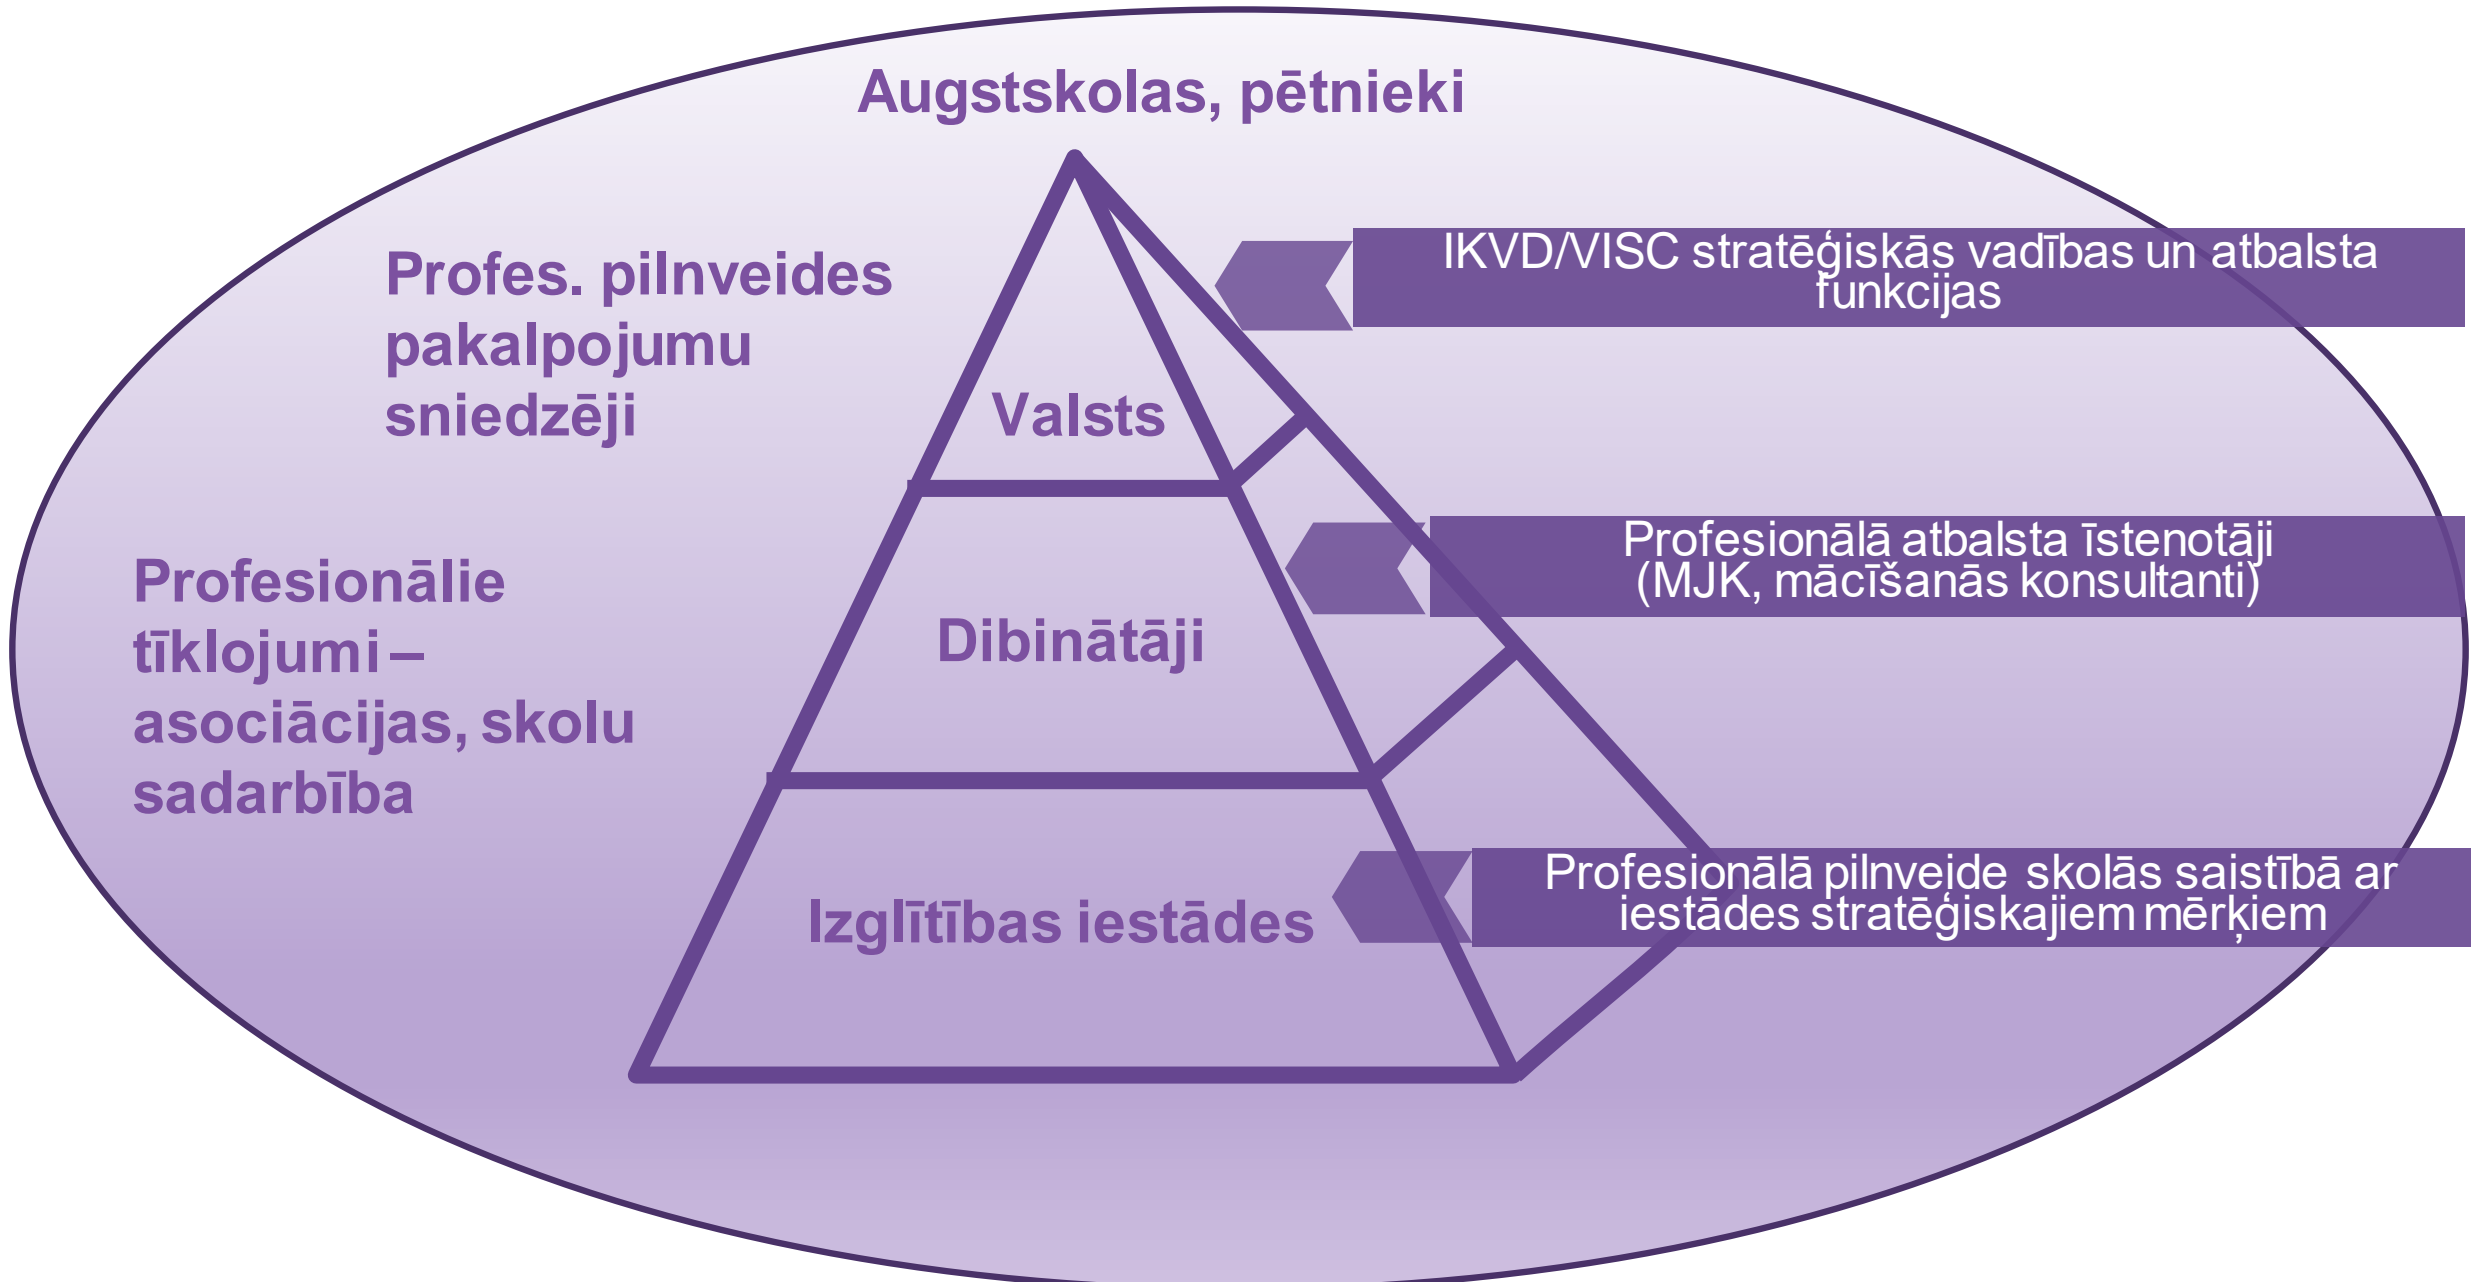 Augstskolas, pētnieki
Profes. pilnveides
pakalpojumu
sniedzēji
Profesionālie
tīklojumi –
asociācijas, skolu
sadarbība
Valsts
Dibinātāji
Izglītības iestādes
IKVD/VISC stratēģiskās vadības un atbalsta
funkcijas
Profesionālā atbalsta īstenotāji
(MJK, mācīšanās konsultanti)
Profesionālā pilnveide skolās saistībā ar
iestādes stratēģiskajiem mērķiem